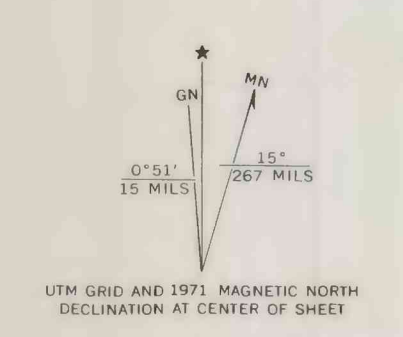 MN
GN
0°51'
15 MILS
15°
267 MILS
UTM GRID AND 1971 MAGNETIC NORTH
DECLINATION AT CENTER OF SHEET